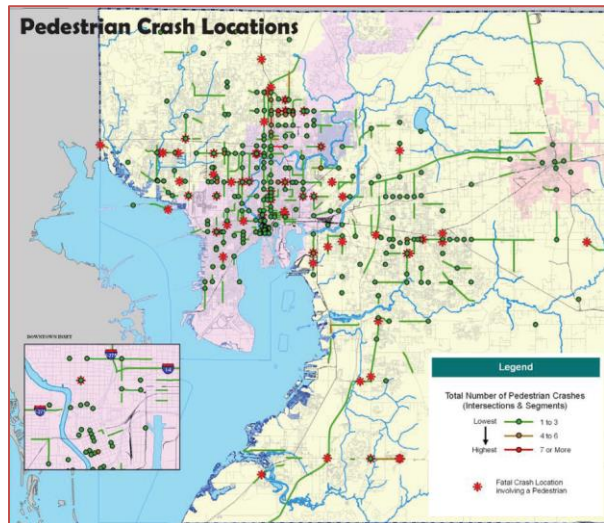 Pedestrian Crash Locations
DOWNTOWN INSET
Legend
Total Number of Pedestrian Crashes
(Intersections & Segments)
Lowest
Highest
1 to 3
4 to 6
7 or More
Fatal Crash Location
involving a Pedestrian